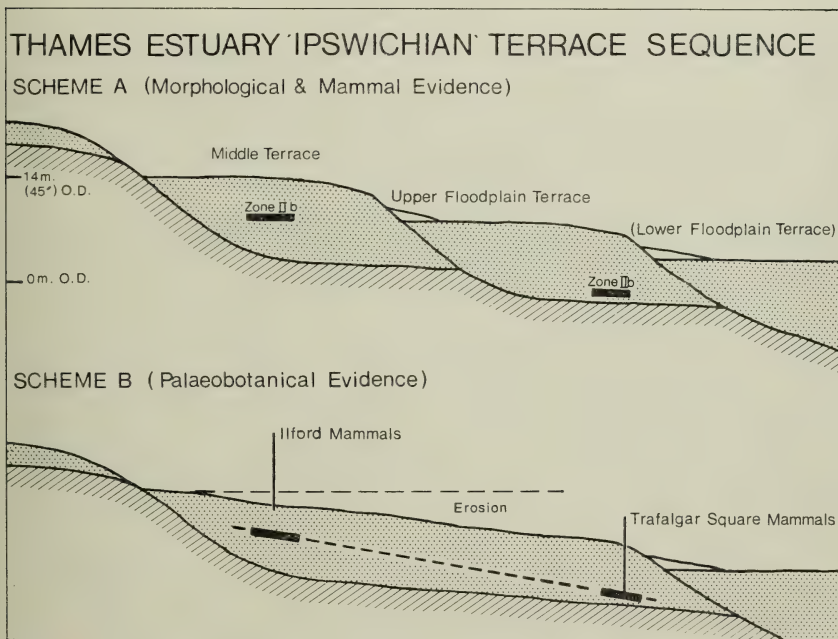 THAMES ESTUARY 'IPSWICHIAN' TERRACE SEQUENCE
SCHEME A (Morphological & Mammal Evidence)
Middle Terrace
14m.
(45") O.D.
Upper Floodplain Terrace
Zone II b
(Lower Floodplain Terrace)
0m. O.D.
Zone IIb
SCHEME B (Palaeobotanical Evidence)
Ilford Mammals
Erosion
Trafalgar Square Mammals